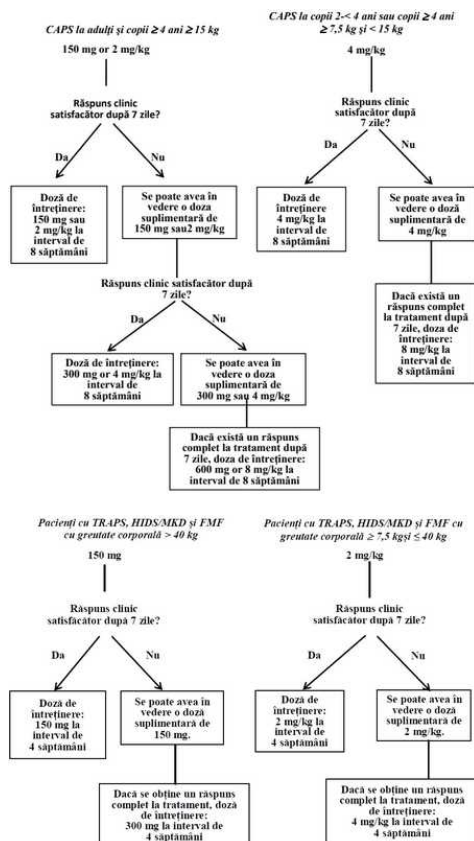 CAPS la adulți și copii ≥ 4 ani ≥ 15 kg
150 mg or 2 mg/kg
Răspuns clinic
satisfăcător după 7 zile?
Da
Nu
Doză de
întreținere:
150 mg sau
2 mg/kg la
interval de
8 săptămâni
Se poate avea în
vedere o doza
suplimentară de
150 mg sau2 mg/kg
Răspuns clinic satisfăcător după
7 zile?
Da
Nu
Doză de întreținere:
300 mg or 4 mg/kg la
interval de
8 săptămâni
Se poate avea în
vedere o doza
suplimentară de
300 mg sau 4 mg/kg
Dacă există un răspuns
complet la tratament după
7 zile, doza de întreținere:
600 mg or 8 mg/kg la
interval de 8 săptămâni
CAPS la copii 2-< 4 ani sau copii ≥ 4 ani
≥ 7,5 kg și < 15 kg
4 mg/kg
Răspuns clinic
satisfăcător după
7 zile?
Da
Nu
Doză de
întreținere
4 mg/kg la
interval de
8 săptămâni
Se poate avea în
vedere o doză
suplimentară de
4 mg/kg
Dacă există un
răspuns complet
la tratament după
7 zile, doza de
întreținere:
8 mg/kg la
interval de
8 săptămâni
Pacienți cu TRAPS, HIDS/MKD și FMF
cu greutate corporală > 40 kg
150 mg
Răspuns clinic
satisfăcător după 7 zile?
Da
Nu
Doză de
întreținere:
150 mg la
interval de
4 săptămâni
Se poate avea în
vedere o doză
suplimentară de
150 mg.
Dacă se obține un răspuns
complet la tratament, doză
de întreținere:
300 mg la interval de
4 săptămâni
Pacienți cu TRAPS, HIDS/MKD și FMF cu
greutate corporală ≥ 7,5 kgși ≤ 40 kg
2 mg/kg
Răspuns clinic
satisfăcător după 7 zile?
Da
Nu
Doză de
întreținere:
2 mg/kg la
interval de
4 săptămâni
Se poate avea în
vedere o doză
suplimentară de
2 mg/kg.
Dacă se obține un răspuns
complet la tratament, doză
de întreținere:
4 mg/kg la interval de
4 săptămâni